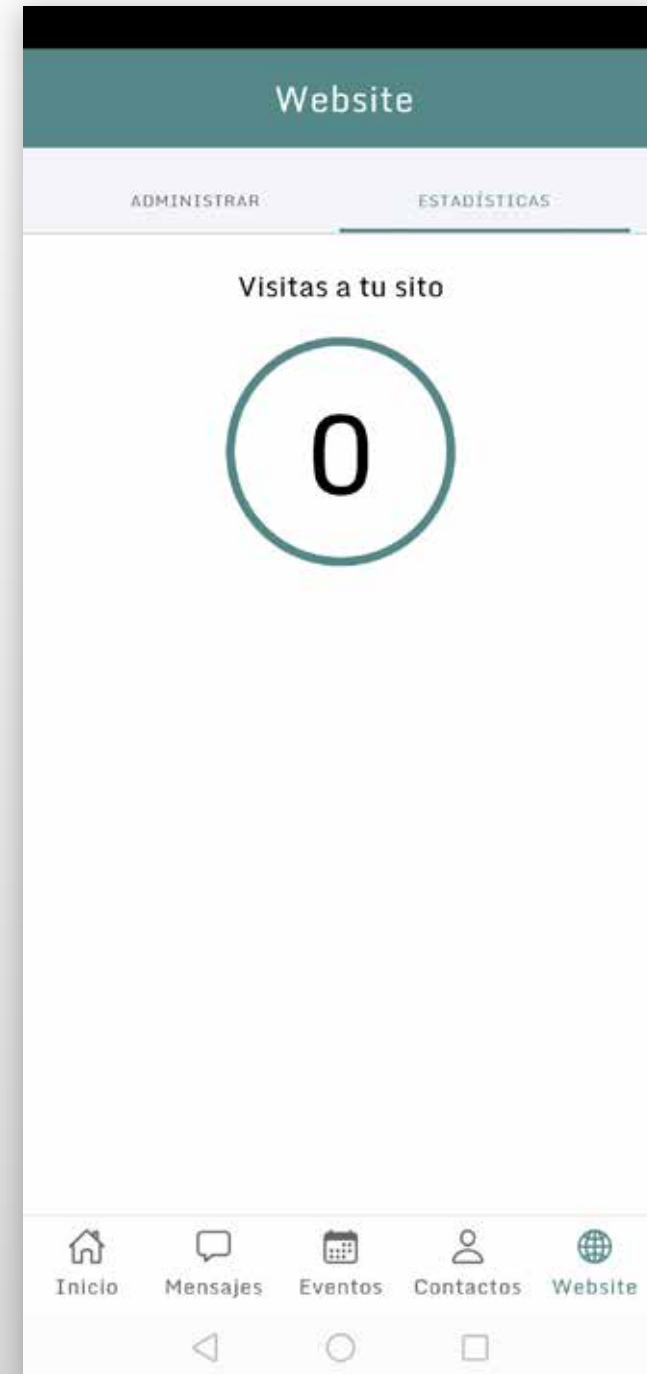 Website
ADMINISTRAR ESTADÍSTICAS
Visitas a tu sito
0
Inicio Mensajes Eventos Contactos Website